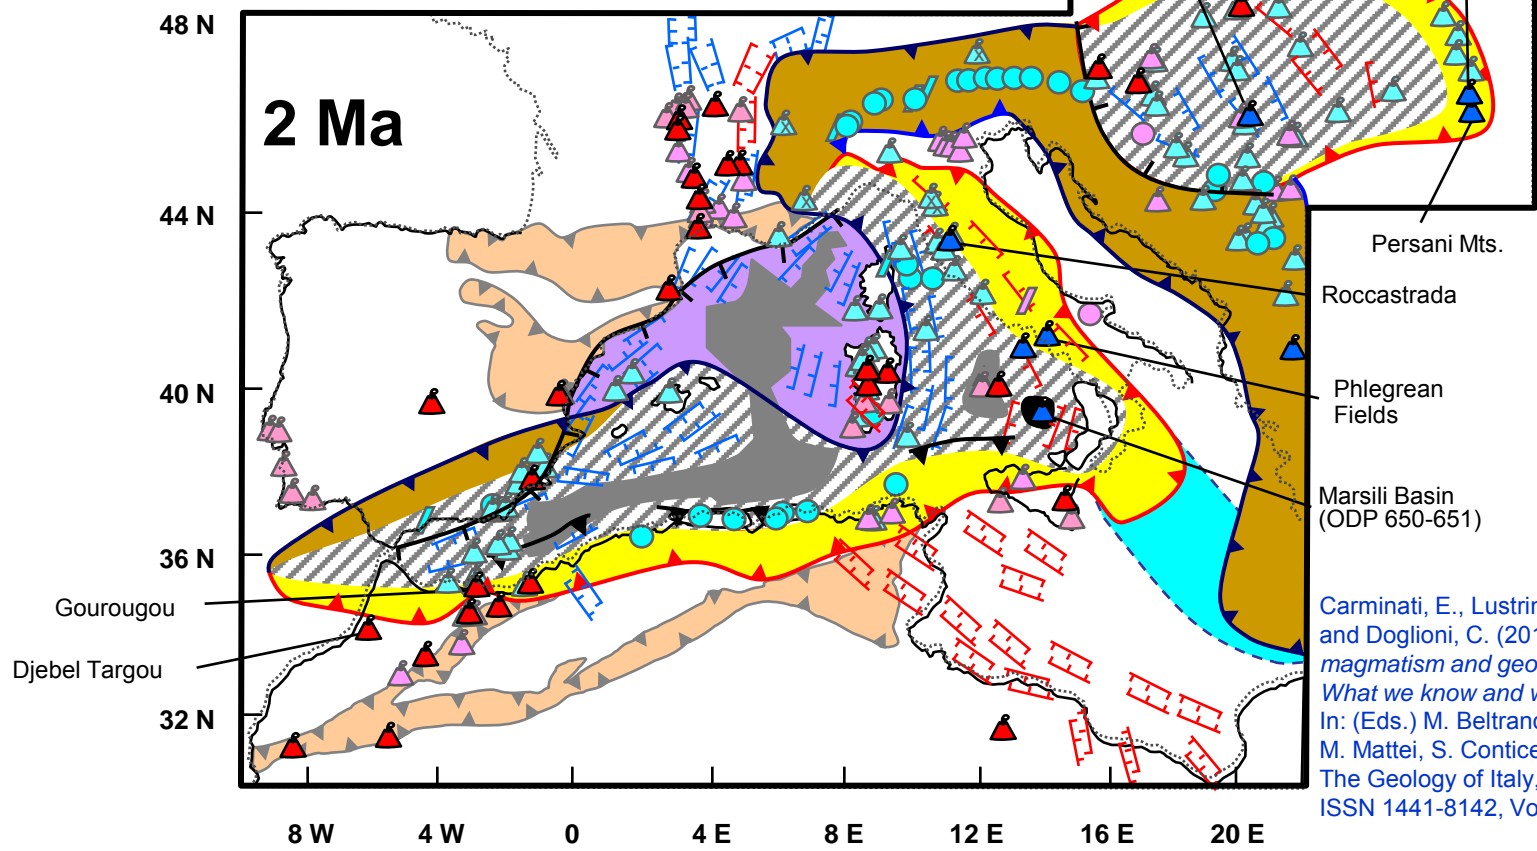 48 N
2 Ma
44 N
40 N
36 N
32 N
8 W
4 W
0
4 E
8 E
12 E
16 E
20 E
Gourougou
Djebel Targou
Persani Mts.
Roccastrada
Phlegrean
Fields
Marsili Basin
(ODP 650-651)
Carminati, E., Lustrin
and Doglioni, C. (201
magmatism and geo
What we know and w
In: (Eds.) M. Beltrand
M. Mattei, S. Contice
The Geology of Italy,
ISSN 1441-8142, Vo